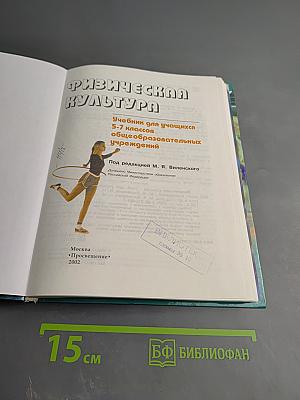 ФИЗИЧЕСКАЯ
КУЛЬТУРА
Учебник для учащихся
5-7 классов
общеобразовательных
учреждений
Под редакцией М. Я. Виленского
Допущено Министерством образования
Российской Федерации
БИБЛИОТЕКА
Москва
«Просвещение»
2002
15 см
БФ БИБЛИОФАН